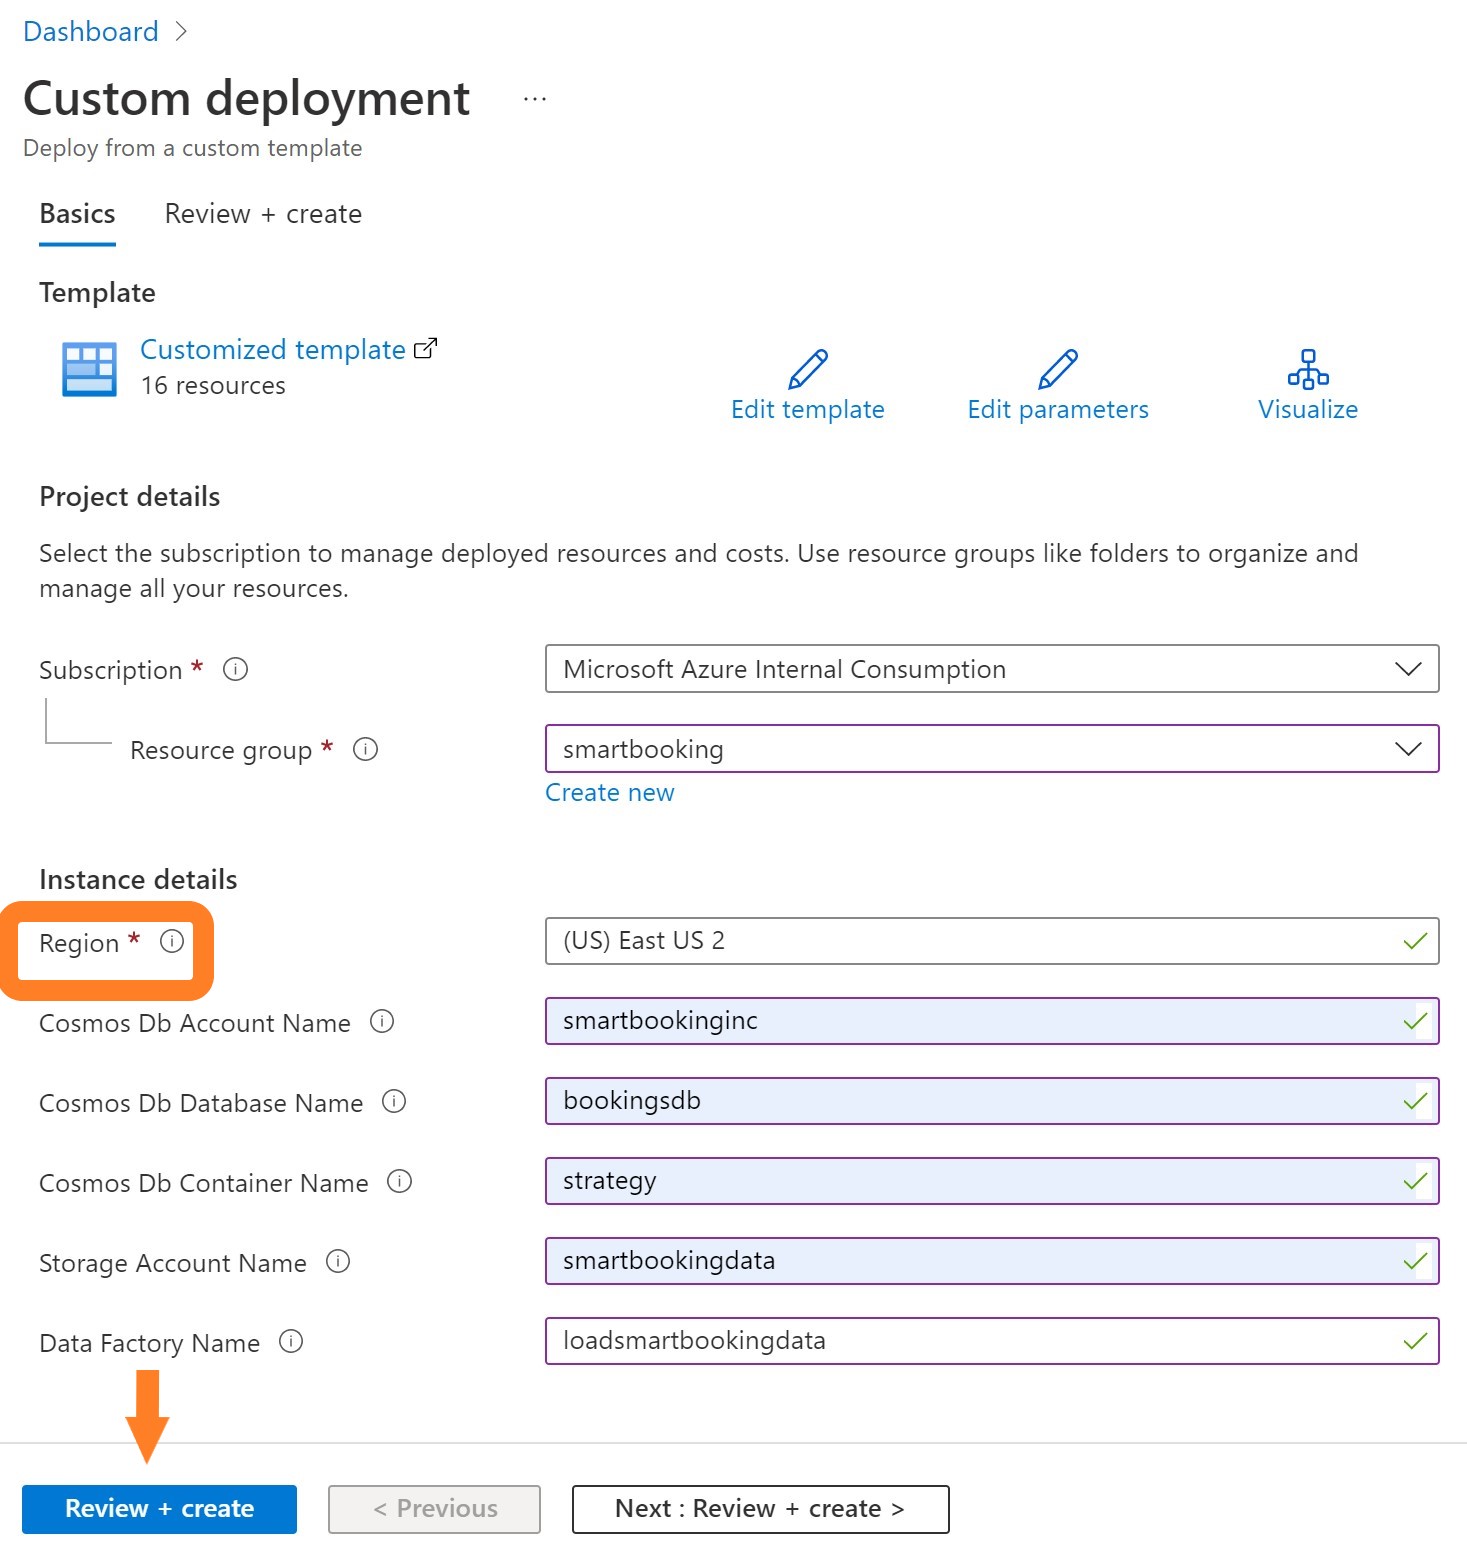 Dashboard >
Custom deployment ...
Deploy from a custom template
Basics Review + create
Template
Customized template
16 resources
Edit template Edit parameters Visualize
Project details
Select the subscription to manage deployed resources and costs. Use resource groups like folders to organize and
manage all your resources.
Subscription * Microsoft Azure Internal Consumption
Resource group * smartbooking
Create new
Instance details
Region * (US) East US 2
Cosmos Db Account Name smartbookinginc
Cosmos Db Database Name bookingsdb
Cosmos Db Container Name strategy
Storage Account Name smartbookingdata
Data Factory Name loadsmartbookingdata
Review + create < Previous Next : Review + create >